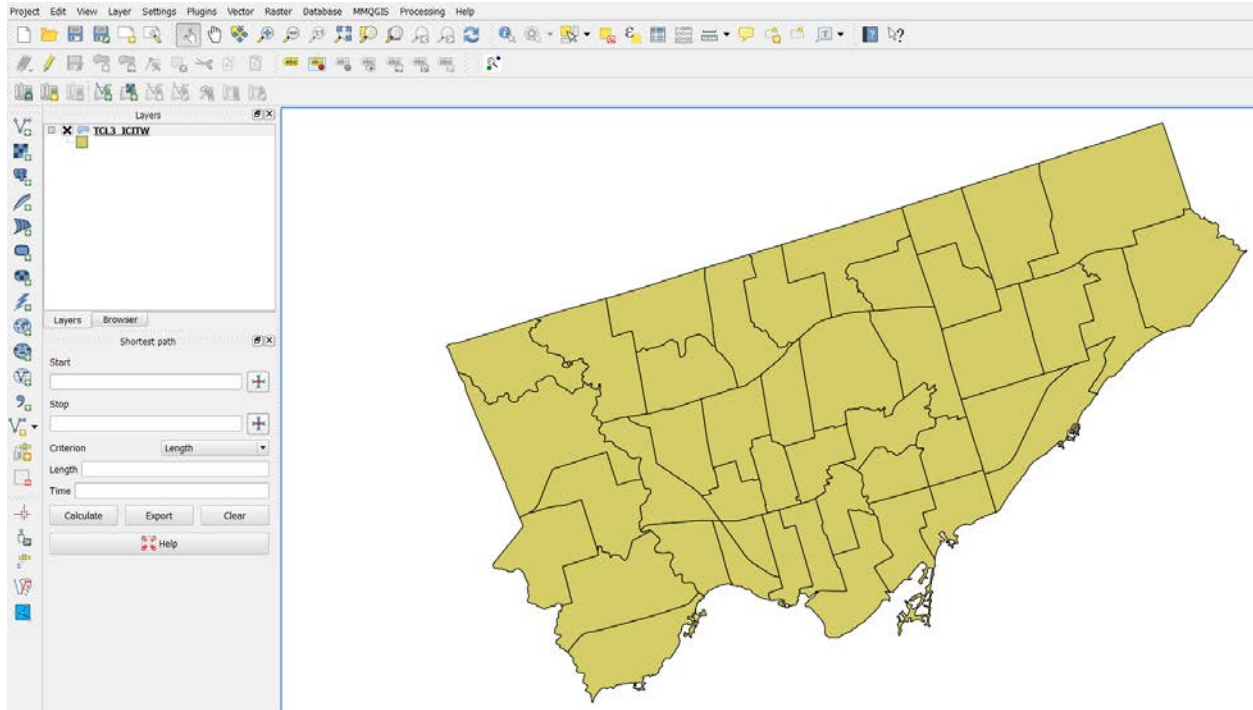 Project Edit View Layer Settings Plugins Vector Raster Database MMQGIS Processing Help
Layers
TCL3_ICITW
Layers Browser
Shortest path
Start
Stop
Criterion Length
Length
Time
Calculate Export Clear
Help